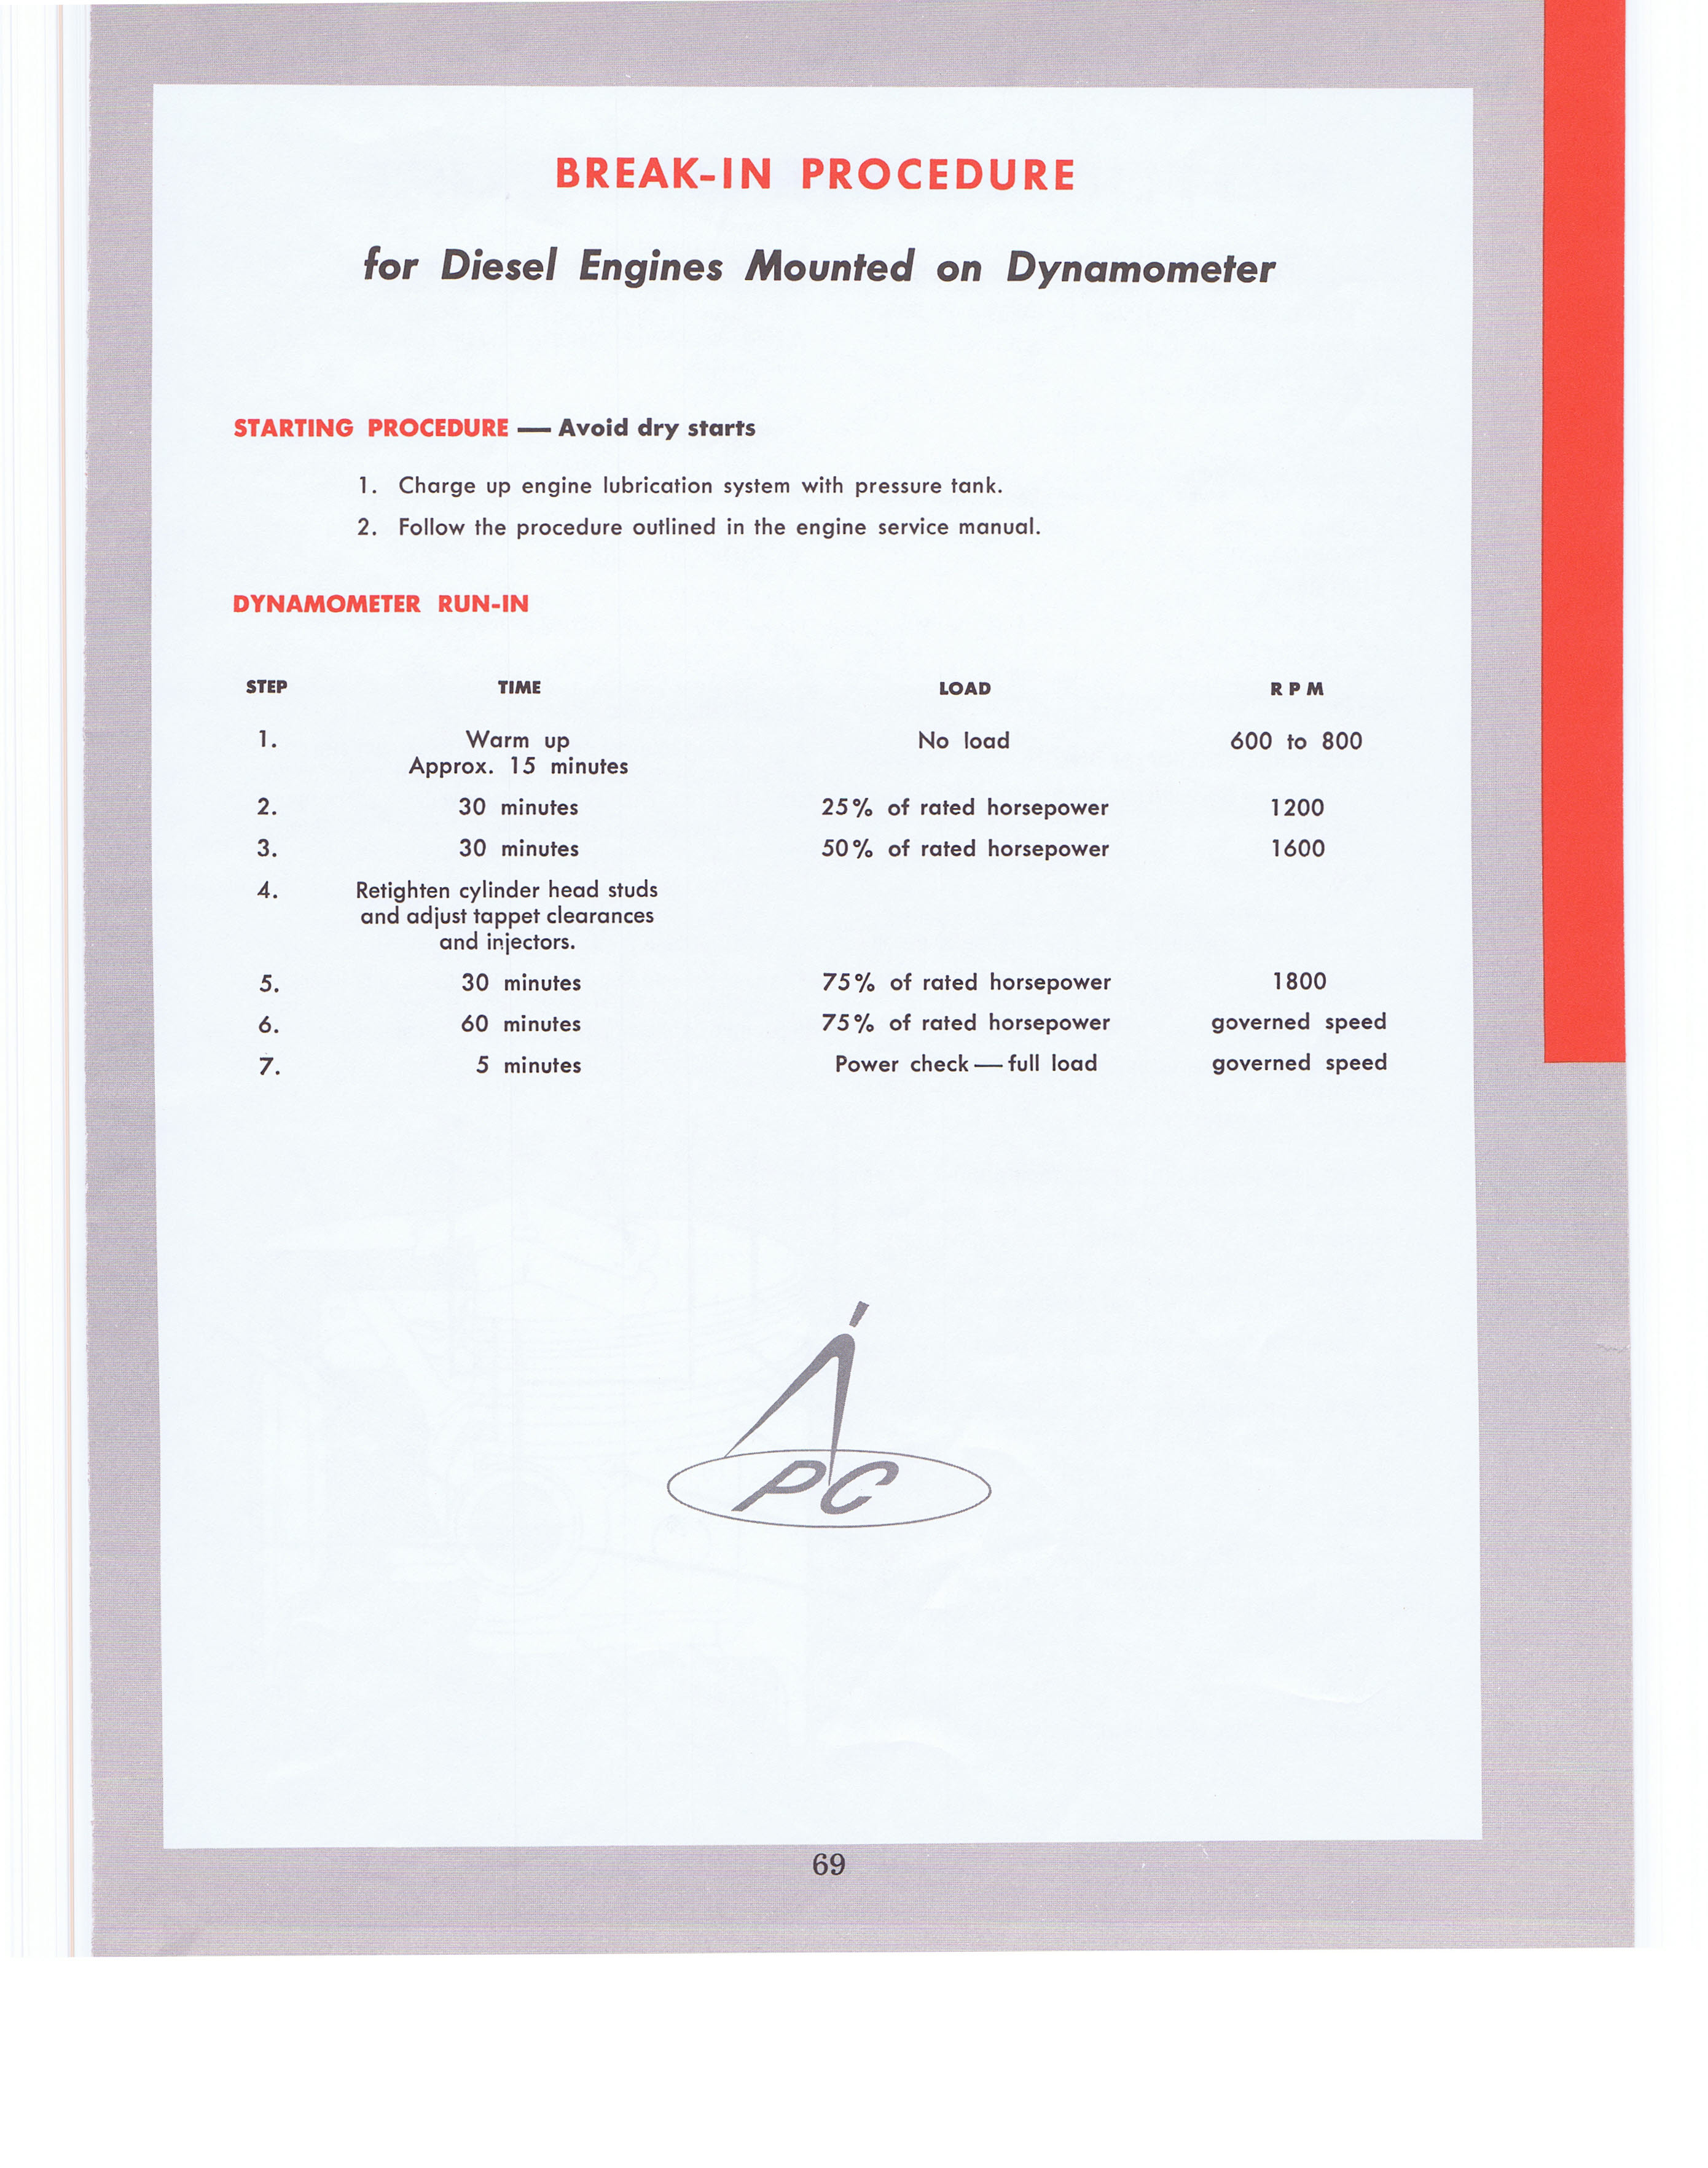 BREAK-IN PROCEDURE
for Diesel Engines Mounted on Dynamometer
STARTING PROCEDURE — Avoid dry starts
1. Charge up engine lubrication system with pressure tank.
2. Follow the procedure outlined in the engine service manual.
DYNAMOMETER RUN-IN
STEP TIME LOAD RPM
1. Warm up No load 600 to 800
Approx. 15 minutes
2. 30 minutes 25% of rated horsepower 1200
3. 30 minutes 50% of rated horsepower 1600
4. Retighten cylinder head studs
and adjust tappet clearances
and injectors.
5. 30 minutes 75% of rated horsepower 1800
6. 60 minutes 75% of rated horsepower governed speed
7. 5 minutes Power check — full load governed speed
PC
69